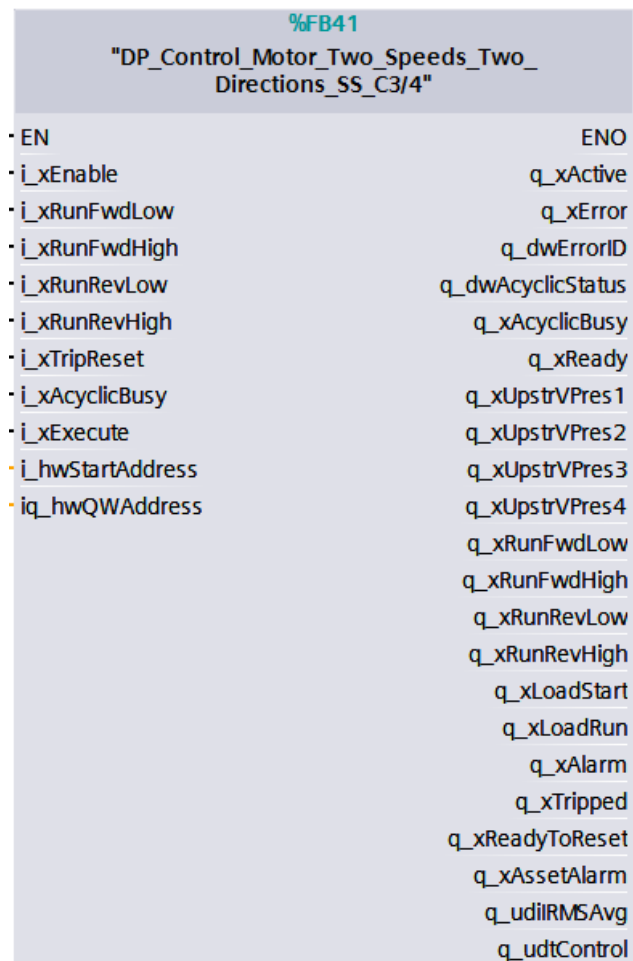 %FB41
"DP_Control_Motor_Two_Speeds_Two_
Directions_SS_C3/4"
EN ENO
i_xEnable q_xActive
i_xRunFwdLow q_xError
i_xRunFwdHigh q_dwErrorID
i_xRunRevLow q_dwAcyclicStatus
i_xRunRevHigh q_xAcyclicBusy
i_xTripReset q_xReady
i_xAcyclicBusy q_xUpstrVPres1
i_xExecute q_xUpstrVPres2
i_hwStartAddress q_xUpstrVPres3
iq_hwQWAddress q_xUpstrVPres4
q_xRunFwdLow
q_xRunFwdHigh
q_xRunRevLow
q_xRunRevHigh
q_xLoadStart
q_xLoadRun
q_xAlarm
q_xTripped
q_xReadyToReset
q_xAssetAlarm
q_udiIRMSAvg
q_udtControl